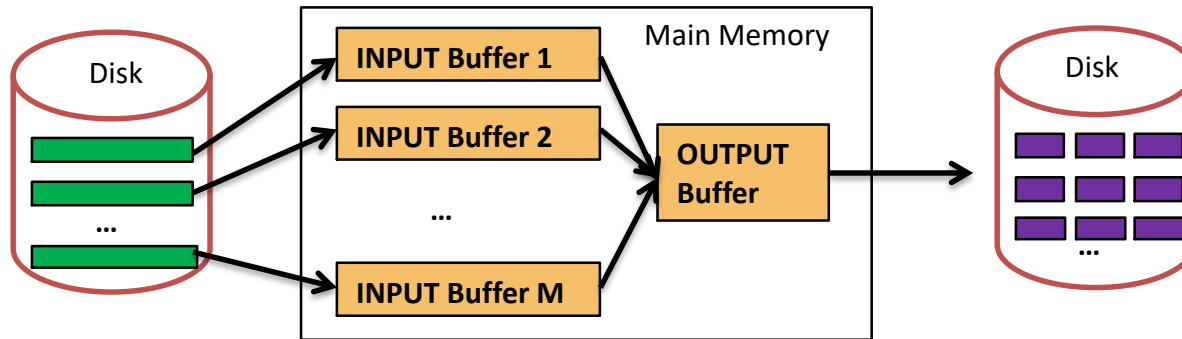 Main Memory
Disk
INPUT Buffer 1
INPUT Buffer 2
...
INPUT Buffer M
...
OUTPUT
Buffer
Disk
...